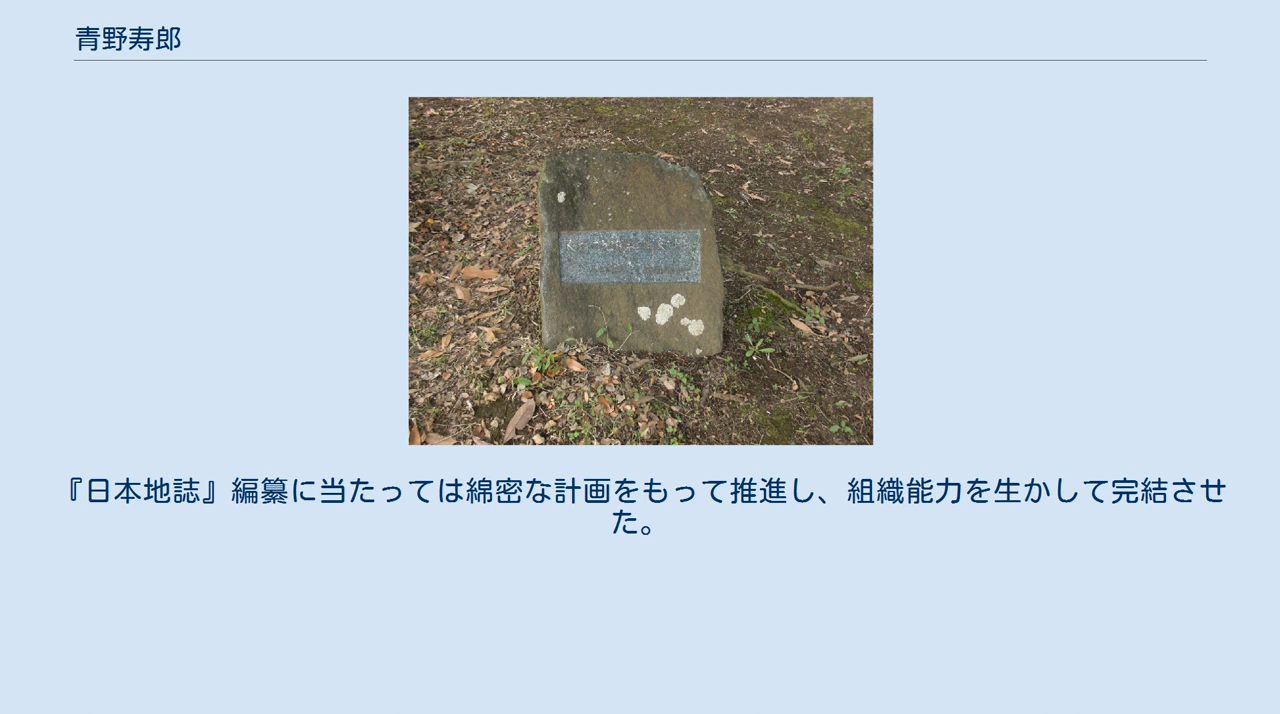 青野寿郎
『日本地誌』編纂に当たっては綿密な計画をもって推進し、組織能力を生かして完結させ
た。